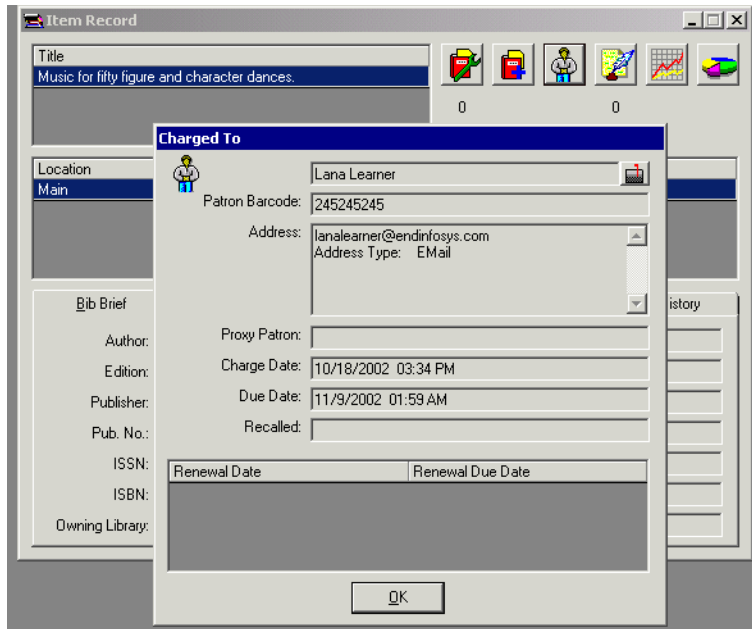 Item Record
Title
Music for fifty figure and character dances.
0 0
Charged To
Location
Main
Lana Learner
Patron Barcode: 245245245
Address: lanalearner@endinfosys.com
Address Type: EMail
Proxy Patron:
Charge Date: 10/18/2002 03:34 PM
Due Date: 11/9/2002 01:59 AM
Recalled:
Renewal Date Renewal Due Date
OK
Bib Brief istory
Author:
Edition:
Publisher:
Pub. No.:
ISSN:
ISBN:
Owning Library: